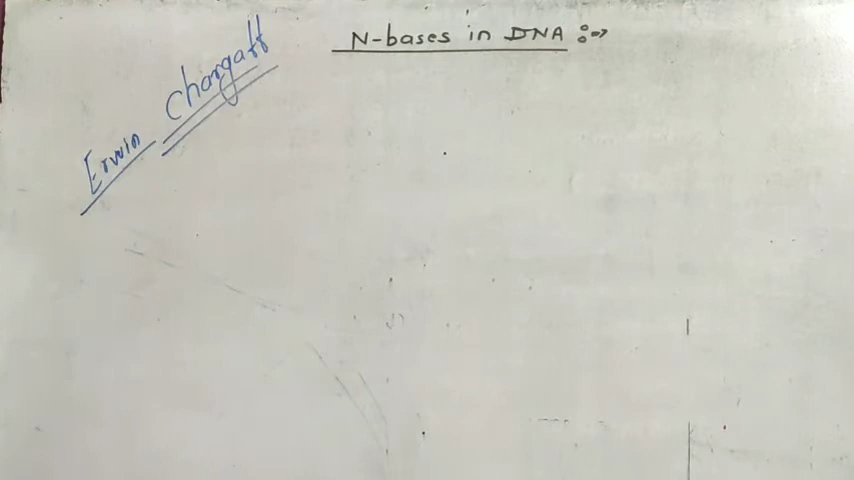 N-bases in DNA :->
Erwin Chargaff